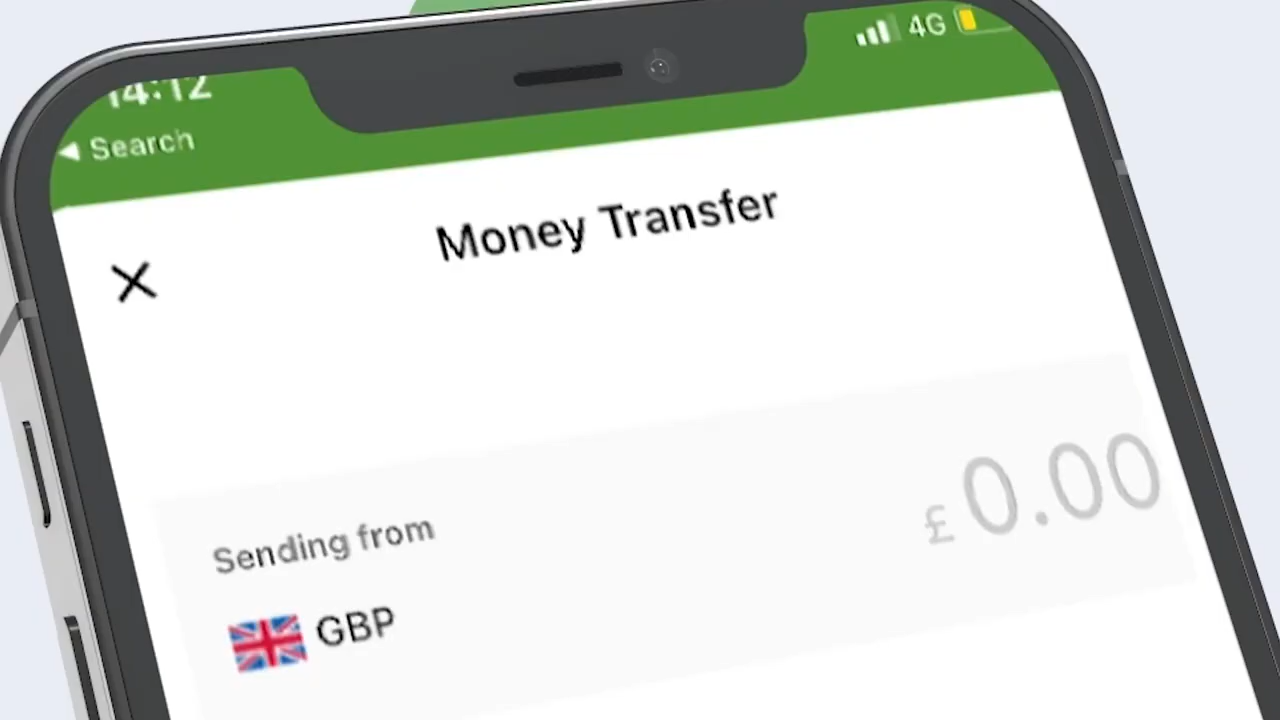 14:12
4G
Search
Money Transfer
£ 0.00
Sending from
GBP